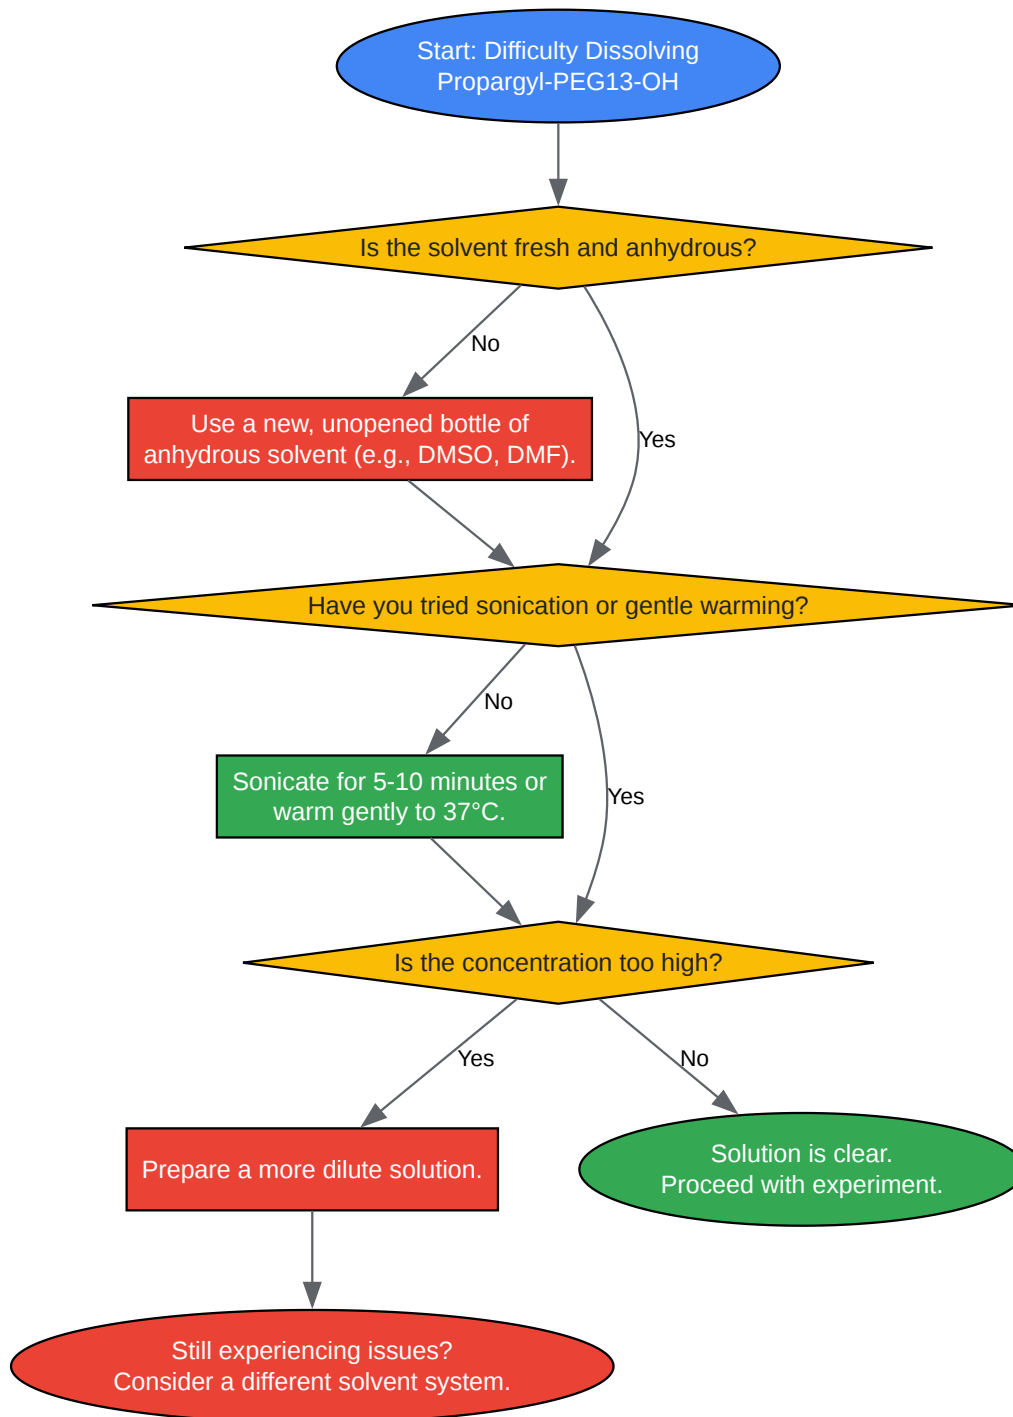 Start: Difficulty Dissolving
Propargyl-PEG13-OH
Is the solvent fresh and anhydrous?
No
Use a new, unopened bottle of
anhydrous solvent (e.g., DMSO, DMF).
Yes
Have you tried sonication or gentle warming?
No
Sonicate for 5-10 minutes or
warm gently to 37°C.
Yes
Is the concentration too high?
Yes
No
Prepare a more dilute solution.
Solution is clear.
Proceed with experiment.
Still experiencing issues?
Consider a different solvent system.